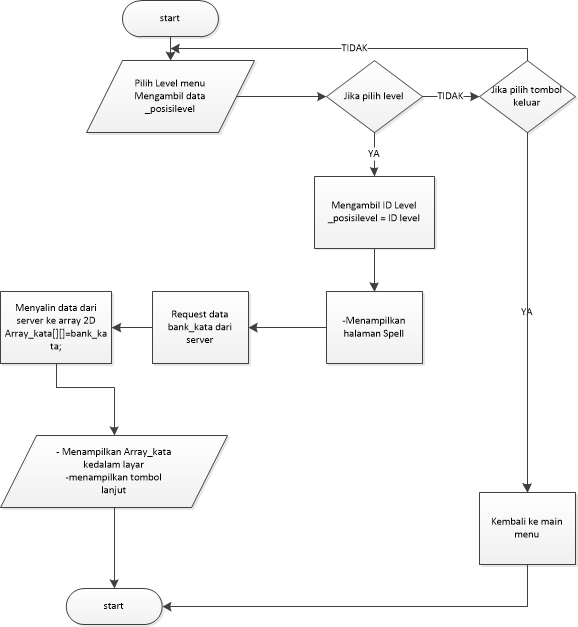 start
TIDAK
Pilih Level menu
Mengambil data
_posisilevel
Jika pilih level
TIDAK
Jika pilih tombol
keluar
YA
Mengambil ID Level
_posisilevel = ID level
YA
Menyalin data dari
server ke array 2D
Array_kata[][]=bank_ka
ta;
Request data
bank_kata dari
server
-Menampilkan
halaman Spell
- Menampilkan Array_kata
kedalam layar
-menampilkan tombol
lanjut
Kembali ke main
menu
start